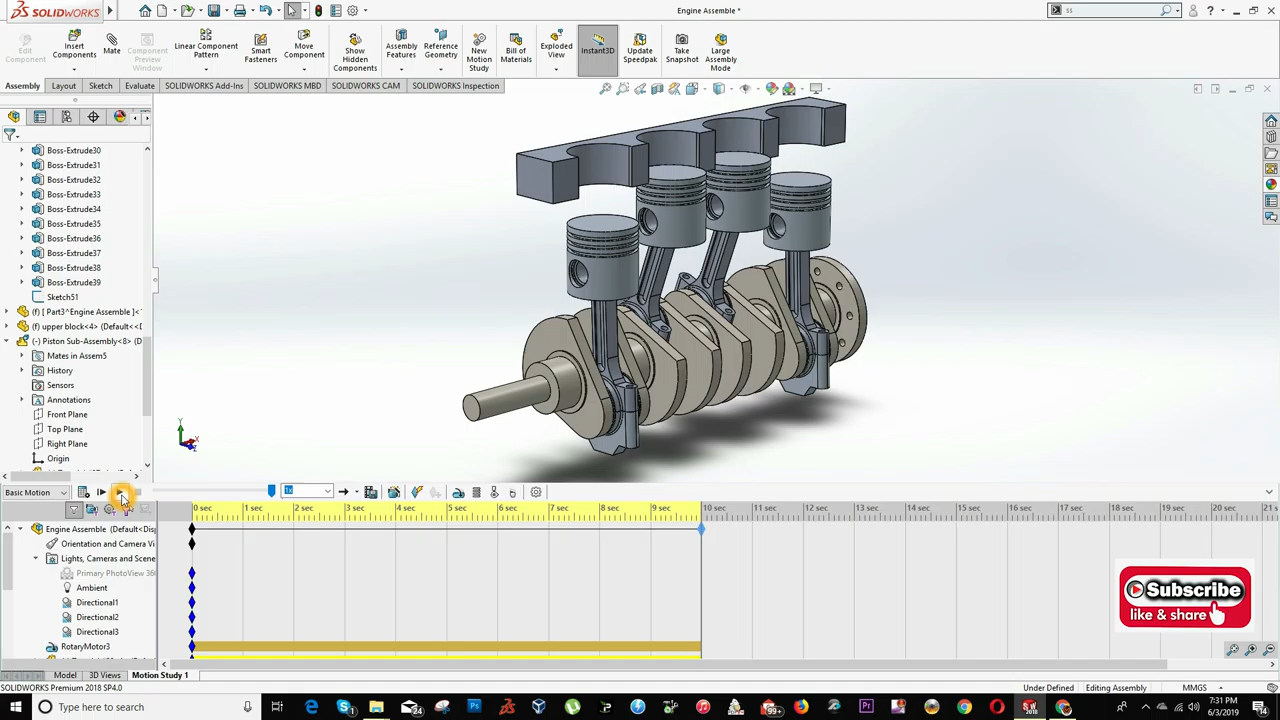 SOLIDWORKS
Engine Assemble *
ss
Edit Component
Insert Components
Mate
Component Preview Window
Linear Component Pattern
Smart Fasteners
Move Component
Show Hidden Components
Assembly Features
Reference Geometry
New Motion Study
Bill of Materials
Exploded View
Instant3D
Update Speedpak
Take Snapshot
Large Assembly Mode
Assembly Layout Sketch Evaluate SOLIDWORKS Add-Ins SOLIDWORKS MBD SOLIDWORKS CAM SOLIDWORKS Inspection
Boss-Extrude30
Boss-Extrude31
Boss-Extrude32
Boss-Extrude33
Boss-Extrude34
Boss-Extrude35
Boss-Extrude36
Boss-Extrude37
Boss-Extrude38
Boss-Extrude39
Sketch51
(f) [ Part3^Engine Assemble ]<
(f) upper block<4> (Default<<D
(-) Piston Sub-Assembly<8> (D
Mates in Assem5
History
Sensors
Annotations
Front Plane
Top Plane
Right Plane
Origin
Basic Motion
0 sec 1 sec 2 sec 3 sec 4 sec 5 sec 6 sec 7 sec 8 sec 9 sec 10 sec 11 sec 12 sec 13 sec 14 sec 15 sec 16 sec 17 sec 18 sec 19 sec 20 sec 21 s
Engine Assemble (Default<Dis
Orientation and Camera Vi
Lights, Cameras and Scene
Primary PhotoView 360
Ambient
Directional1
Directional2
Directional3
RotaryMotor3
Subscribe
like & share
Model 3D Views Motion Study 1
SOLIDWORKS Premium 2018 SP4.0
Under Defined Editing Assembly MMGS
Type here to search
7:31 PM
6/3/2019